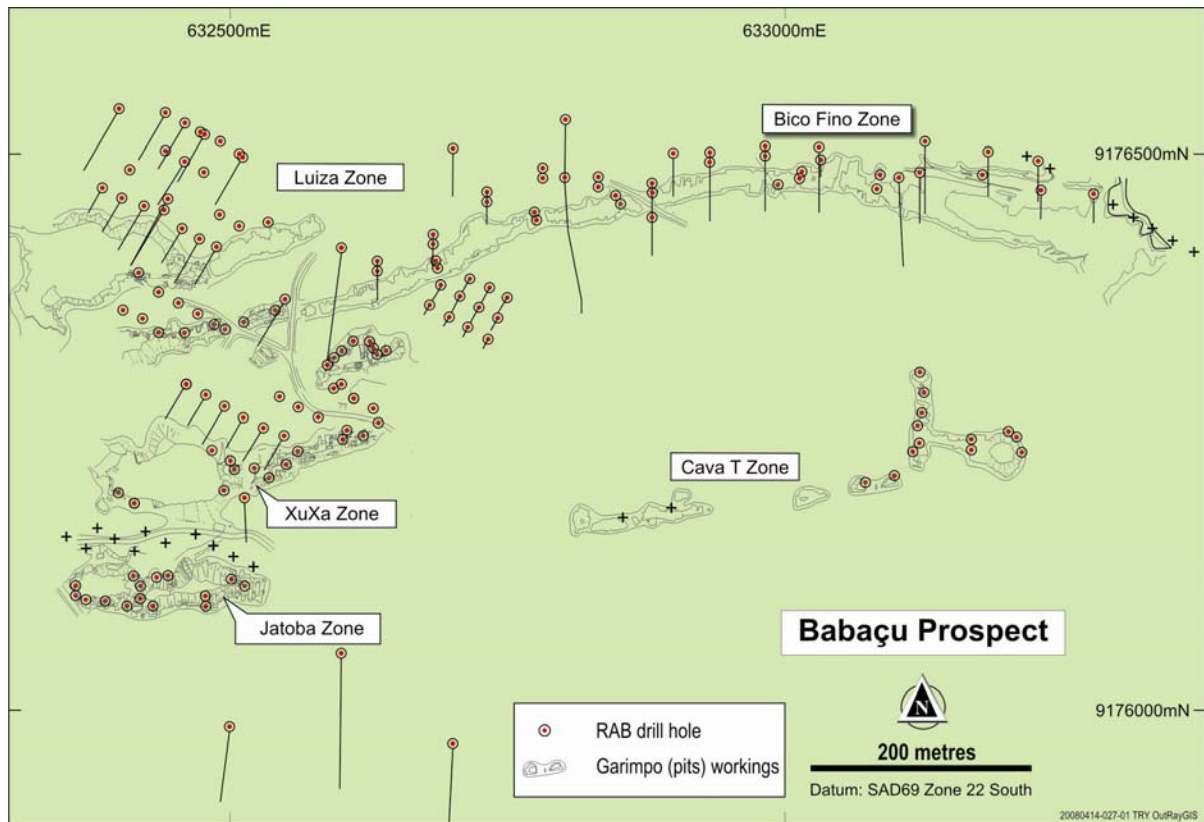 632500mE
633000mE
Bico Fino Zone
9176500mN
Luiza Zone
Cava T Zone
XuXa Zone
Jatoba Zone
Babaçu Prospect
N
9176000mN
RAB drill hole
Garimpo (pits) workings
200 metres
Datum: SAD69 Zone 22 South
20080414-027-01 TRY OutRayGIS